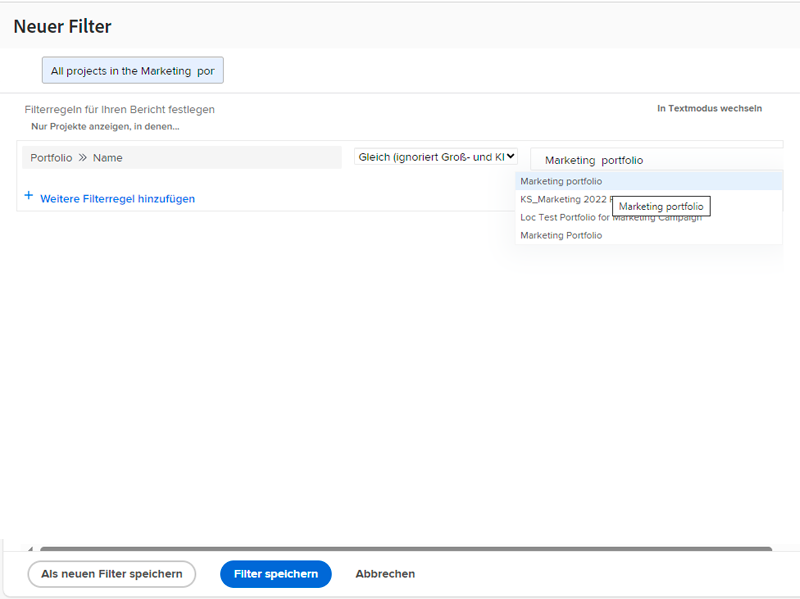 Neuer Filter
All projects in the Marketing por
Filterregeln für Ihren Bericht festlegen
In Textmodus wechseln
Nur Projekte anzeigen, in denen...
Portfolio >> Name
Gleich (ignoriert Groß- und Kl
Marketing portfolio
Marketing portfolio
KS_Marketing 2022
Marketing portfolio
+ Weitere Filterregel hinzufügen
Loc Test Portfolio for Marketing Campaign
Marketing Portfolio
Als neuen Filter speichern
Filter speichern
Abbrechen